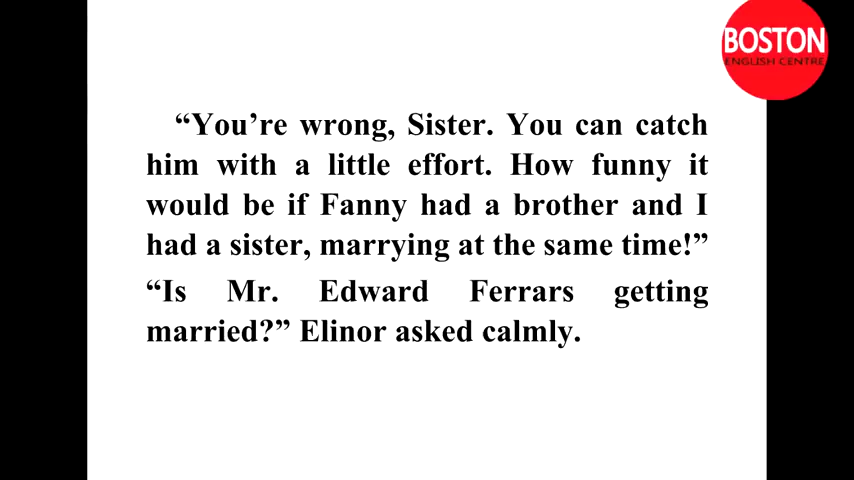 BOSTON
ENGLISH CENTRE
“You’re wrong, Sister. You can catch
him with a little effort. How funny it
would be if Fanny had a brother and I
had a sister, marrying at the same time!”
“Is Mr. Edward Ferrars getting
married?” Elinor asked calmly.